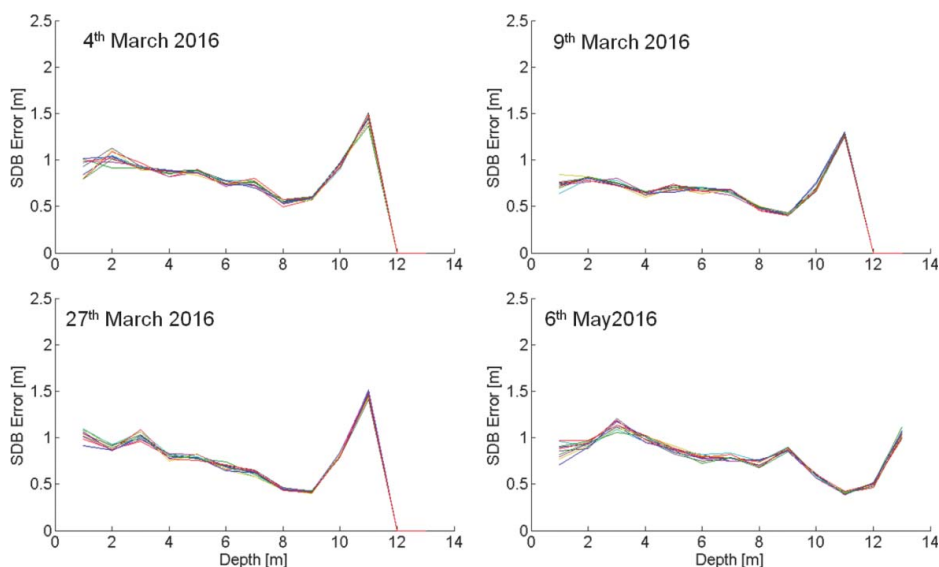 4th March 2016
SDB Error [m]
2.5
2
1.5
1
0.5
0
0 2 4 6 8 10 12 14
9th March 2016
SDB Error [m]
2.5
2
1.5
1
0.5
0
0 2 4 6 8 10 12 14
27th March 2016
SDB Error [m]
2.5
2
1.5
1
0.5
0
0 2 4 6 8 10 12 14
Depth [m]
6th May2016
SDB Error [m]
2.5
2
1.5
1
0.5
0
0 2 4 6 8 10 12 14
Depth [m]